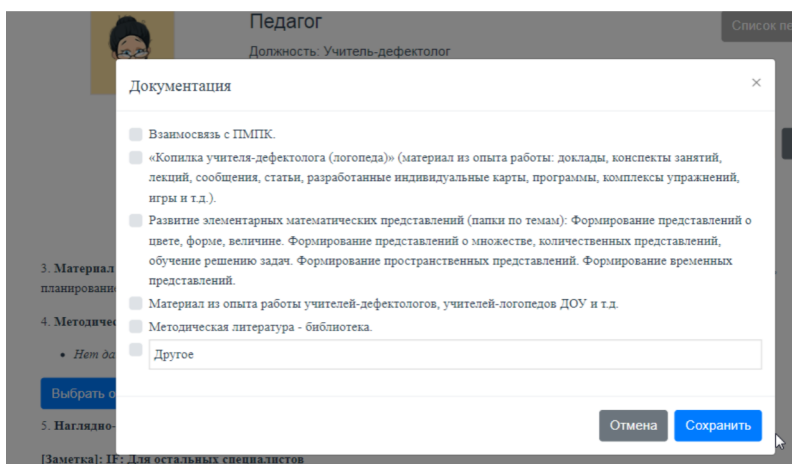 Педагог
Список пе
Должность: Учитель-дефектолог
Документация
×
Взаимосвязь с ПМПК.
«Копилка учителя-дефектолога (логопеда)» (материал из опыта работы: доклады, конспекты занятий,
лекций, сообщения, статьи, разработанные индивидуальные карты, программы, комплексы упражнений,
игры и т.д.).
Развитие элементарных математических представлений (папки по темам): Формирование представлений о
цвете, форме, величине. Формирование представлений о множестве, количественных представлений,
обучение решению задач. Формирование пространственных представлений. Формирование временных
представлений.
Материал из опыта работы учителей-дефектологов, учителей-логопедов ДОУ и т.д.
Методическая литература - библиотека.
Другое
Отмена
Сохранить
3. Материал
планировани
4. Методичес
• Нет да
Выбрать о
5. Наглядно-
[Заметка]: IF: Для остальных специалистов